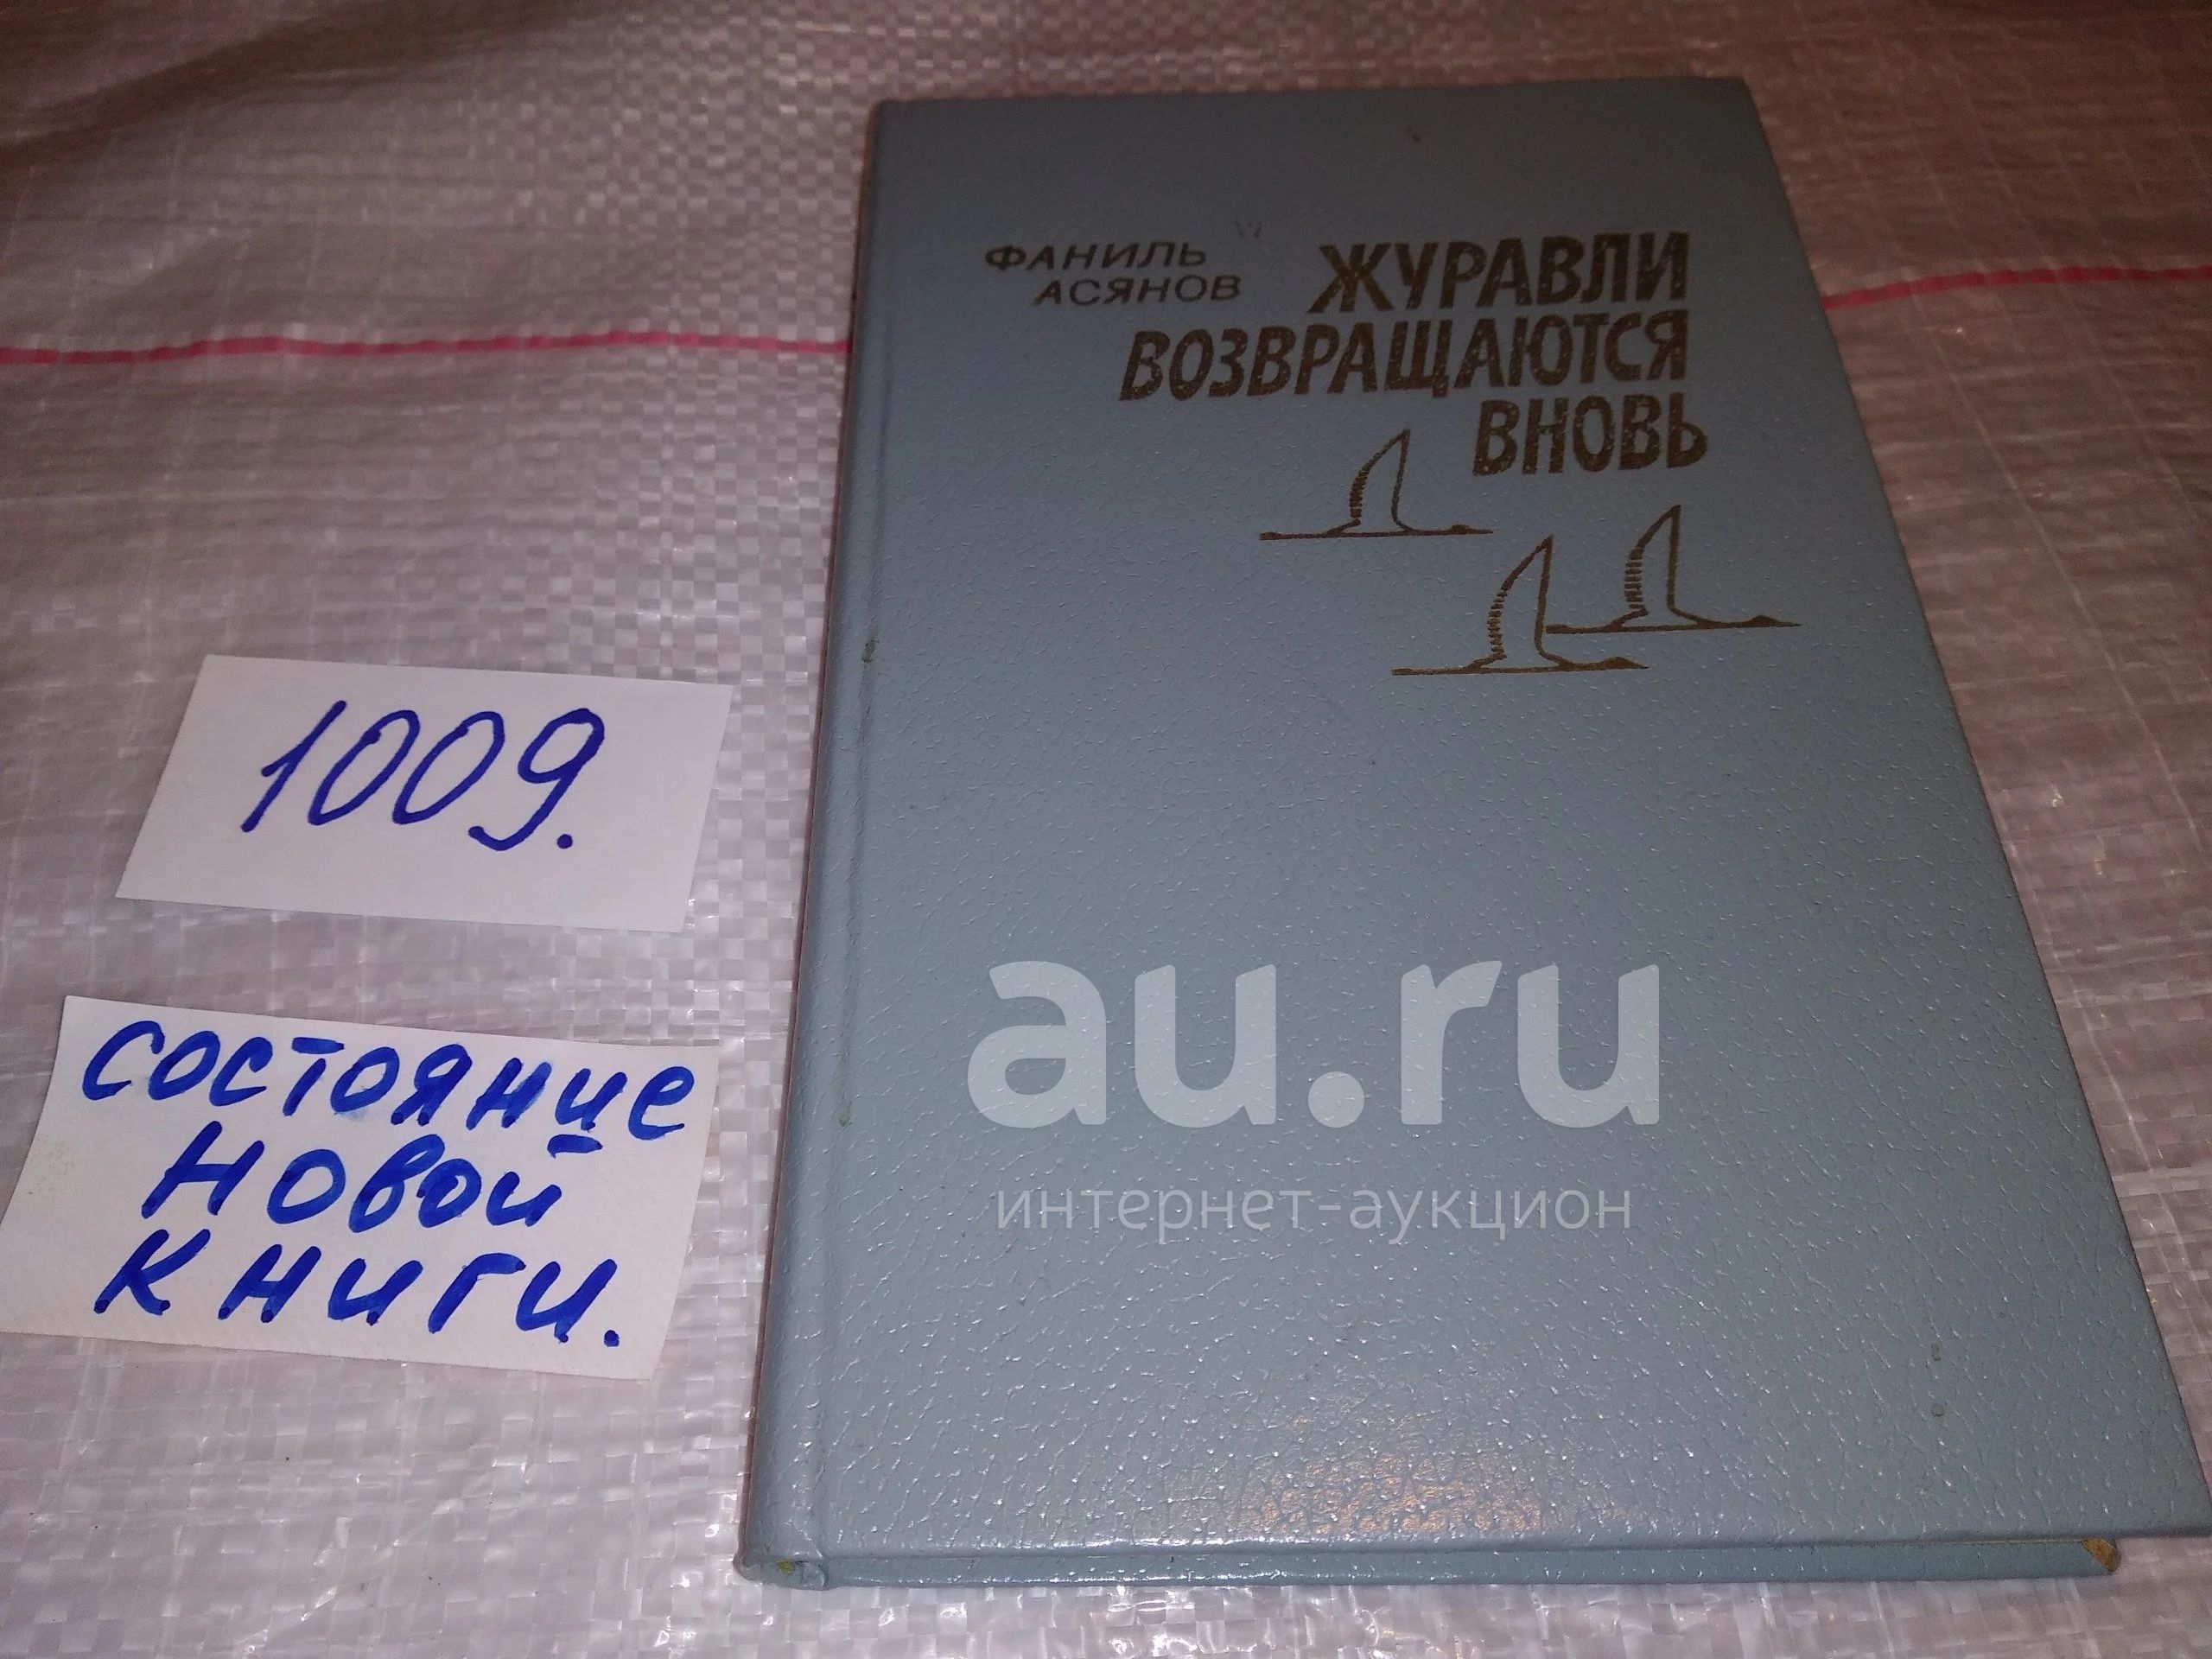 ФАНИЛЬ
АСЯНОВ
ЖУРАВЛИ
ВОЗВРАЩАЮТСЯ
ВНОВЬ
1009.
состояние
новой
книги.
au.ru
интернет-аукцион